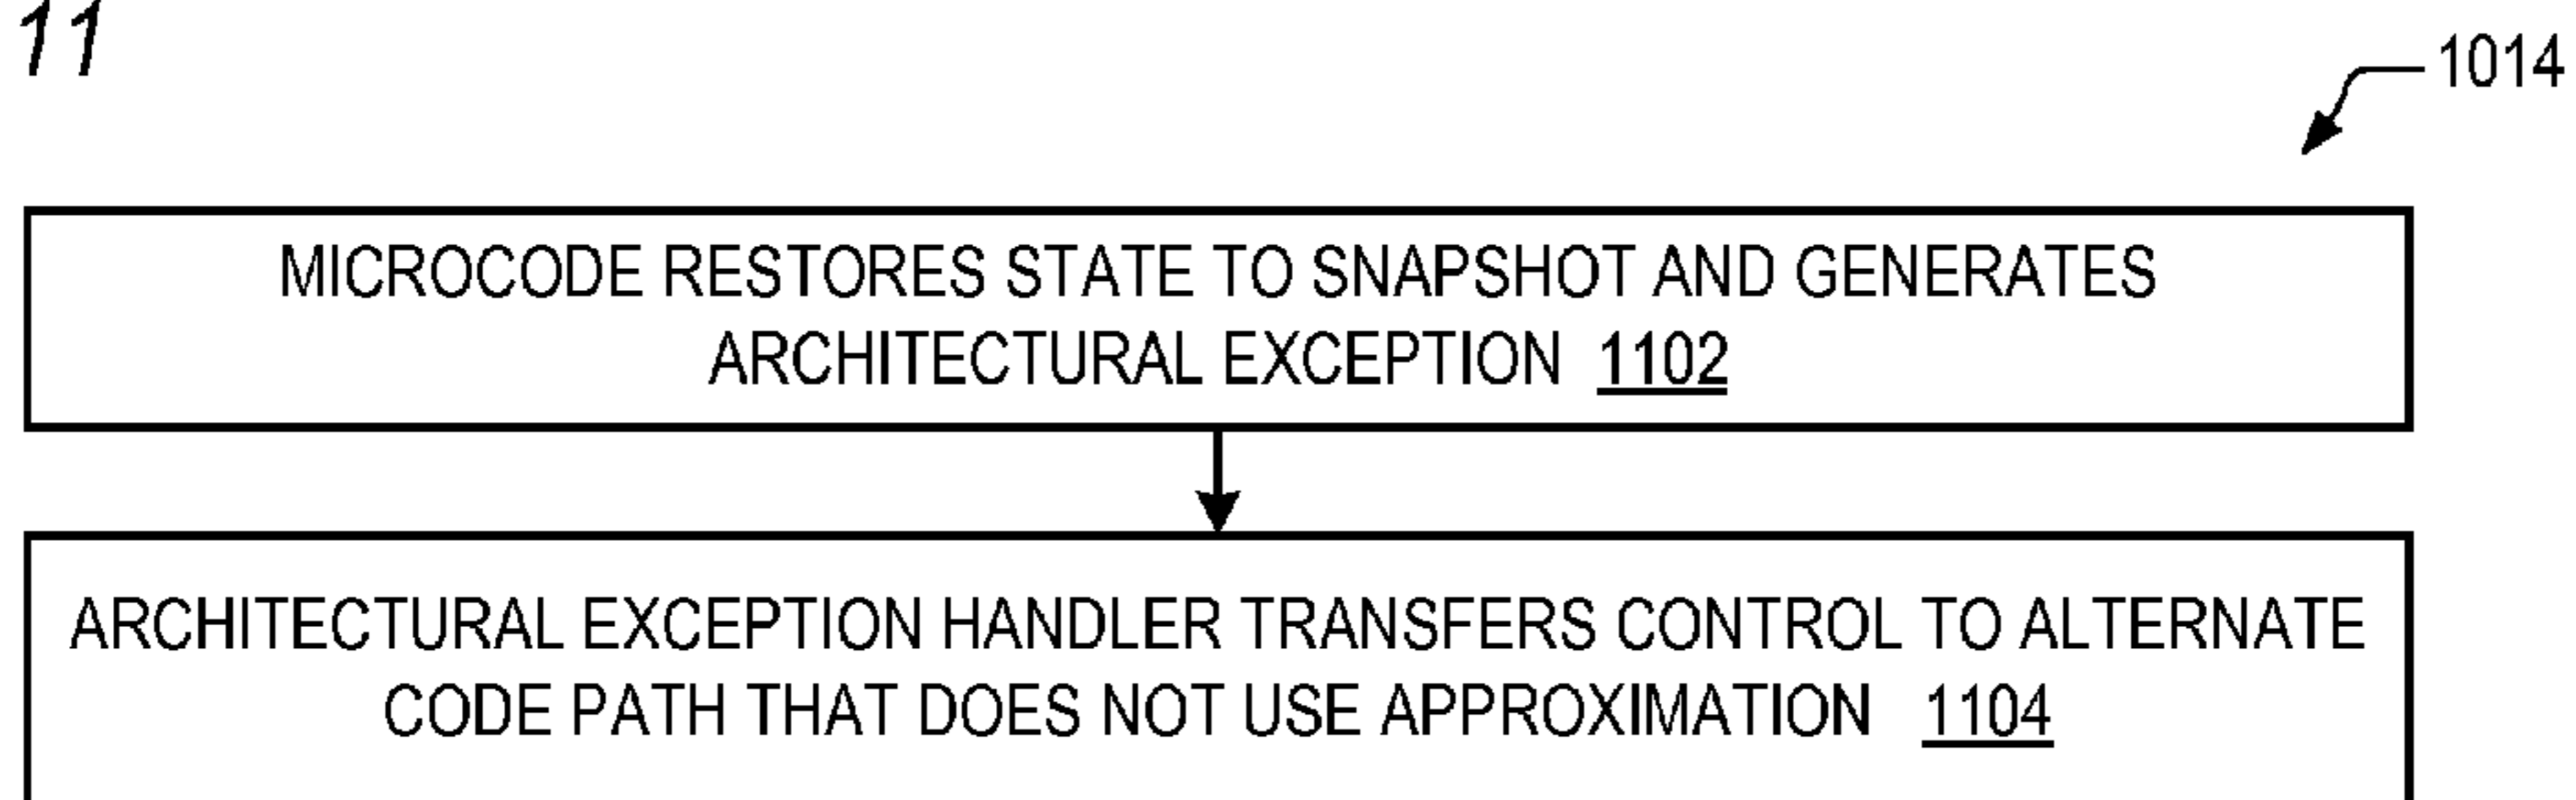 11
1014
MICROCODE RESTORES STATE TO SNAPSHOT AND GENERATES
ARCHITECTURAL EXCEPTION 1102
ARCHITECTURAL EXCEPTION HANDLER TRANSFERS CONTROL TO ALTERNATE
CODE PATH THAT DOES NOT USE APPROXIMATION 1104